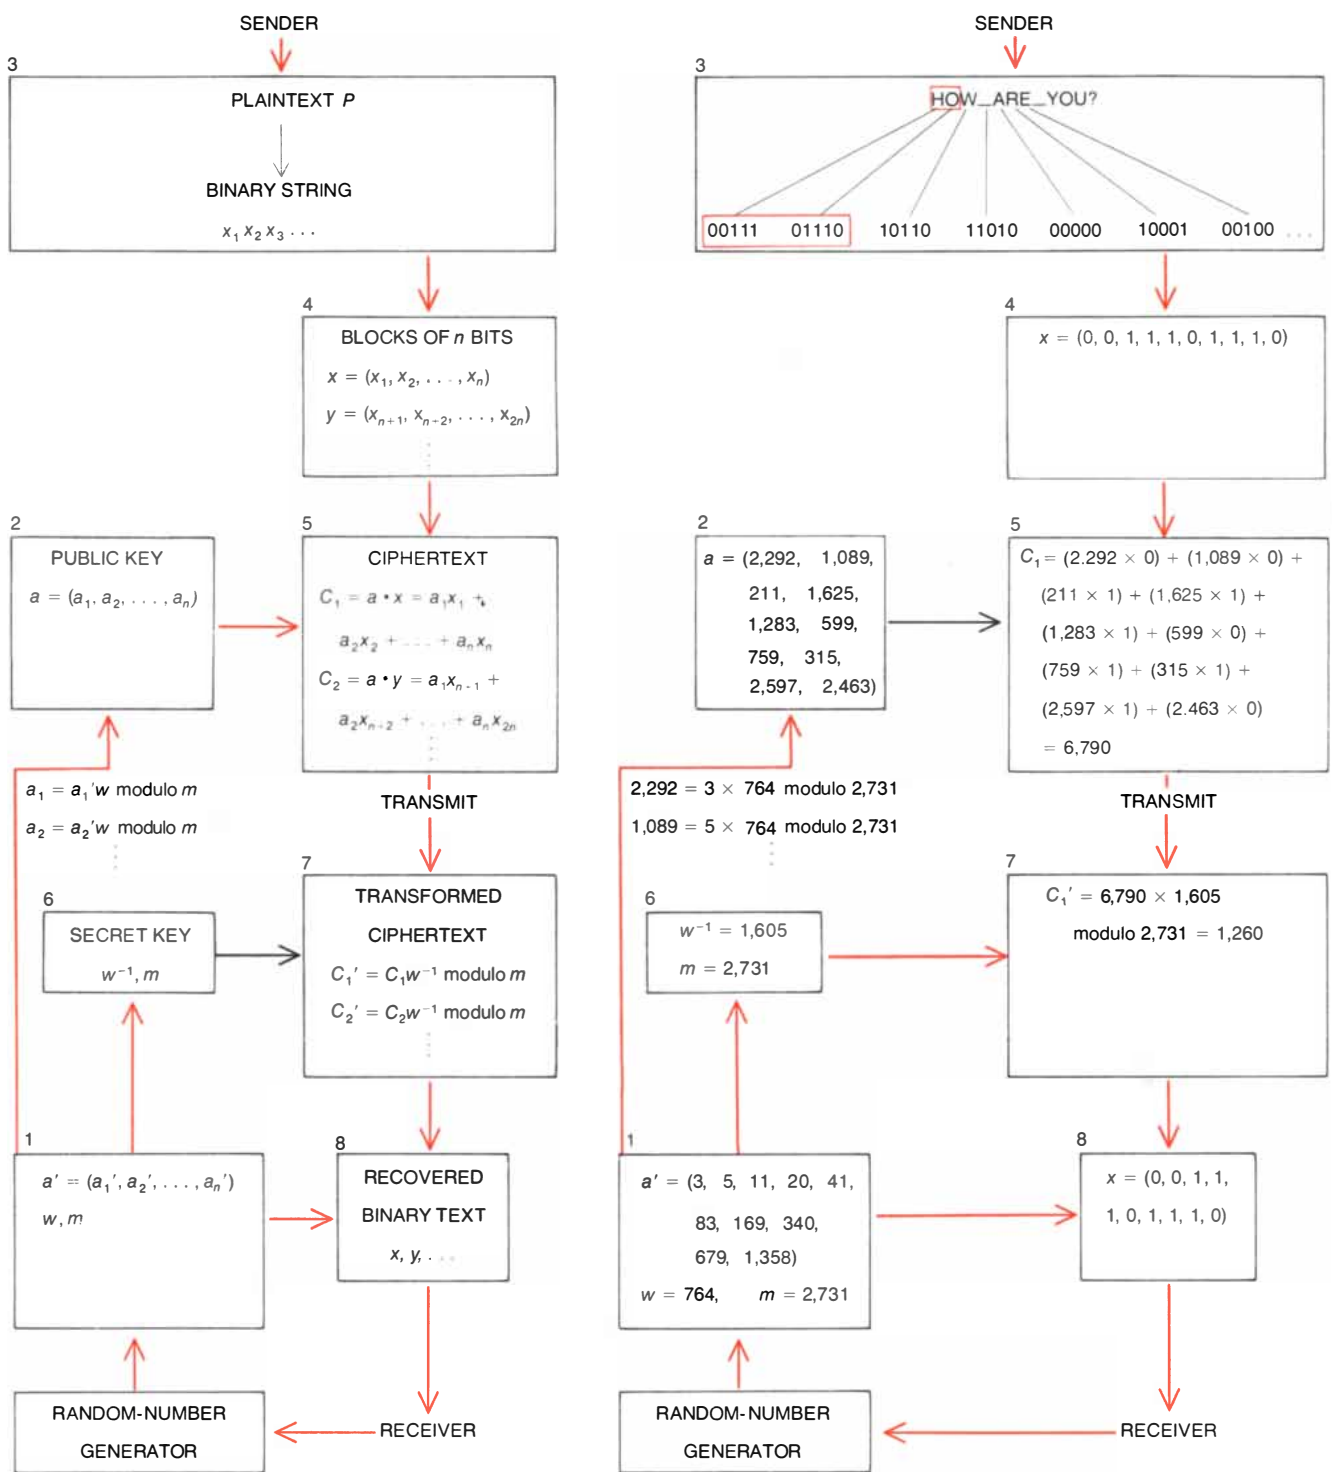 SENDER
3
PLAINTEXT P
BINARY STRING
x₁ x₂ x₃ . . .
4
BLOCKS OF n BITS
x = (x₁, x₂, . . . , xₙ)
y = (xₙ₊₁, xₙ₊₂, . . . , x₂ₙ)
2
PUBLIC KEY
a = (a₁, a₂, . . . , aₙ)
5
CIPHERTEXT
C₁ = a • x = a₁x₁ +
a₂x₂ + . . . + aₙxₙ
C₂ = a • y = a₁xₙ₋₁ +
a₂xₙ₊₂ + . . . + aₙx₂ₙ
a₁ = a₁′w modulo m
a₂ = a₂′w modulo m
TRANSMIT
6
SECRET KEY
w⁻¹, m
7
TRANSFORMED
CIPHERTEXT
C₁′ = C₁w⁻¹ modulo m
C₂′ = C₂w⁻¹ modulo m
1
a′ = (a₁′, a₂′, . . . , aₙ′)
w, m
8
RECOVERED
BINARY TEXT
x, y, . . .
RANDOM-NUMBER
GENERATOR
RECEIVER
SENDER
3
HOW_ARE_YOU?
00111 01110 10110 11010 00000 10001 00100 . . .
4
x = (0, 0, 1, 1, 1, 0, 1, 1, 1, 0)
2
a = (2,292, 1,089,
211, 1,625,
1,283, 599,
759, 315,
2,597, 2,463)
5
C₁ = (2.292 × 0) + (1,089 × 0) +
(211 × 1) + (1,625 × 1) +
(1,283 × 1) + (599 × 0) +
(759 × 1) + (315 × 1) +
(2,597 × 1) + (2.463 × 0)
= 6,790
2,292 = 3 × 764 modulo 2,731
1,089 = 5 × 764 modulo 2,731
TRANSMIT
6
w⁻¹ = 1,605
m = 2,731
7
C₁′ = 6,790 × 1,605
modulo 2,731 = 1,260
1
a′ = (3, 5, 11, 20, 41,
83, 169, 340,
679, 1,358)
w = 764, m = 2,731
8
x = (0, 0, 1, 1,
1, 0, 1, 1, 1, 0)
RANDOM-NUMBER
GENERATOR
RECEIVER